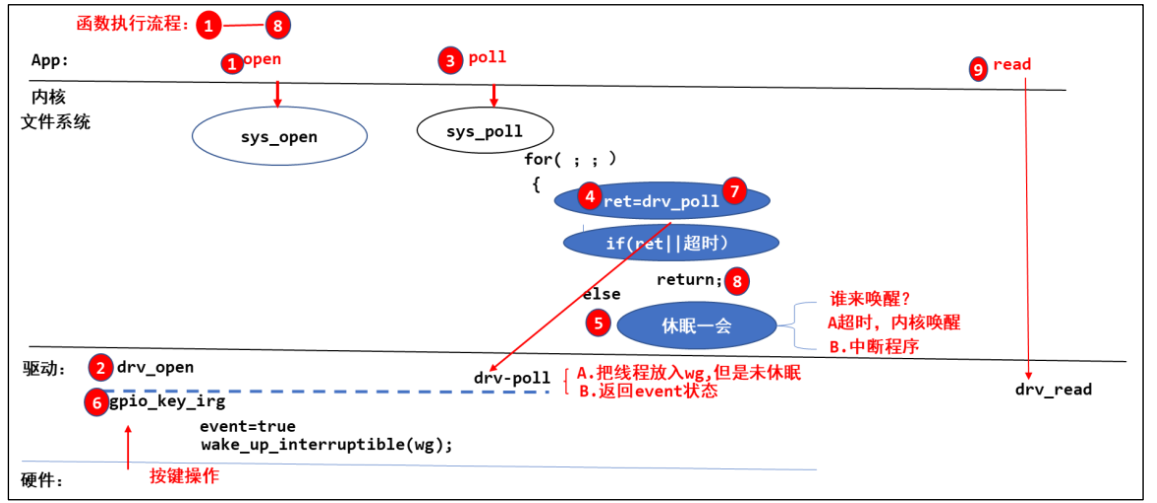 函数执行流程：1 8
App: 1 open 3 poll 9 read
内核
文件系统
sys_open
sys_poll
for( ; ; )
{
4 ret=drv_poll 7
if(ret||超时)
return; 8
else
5 休眠一会
谁来唤醒?
A超时，内核唤醒
B.中断程序
驱动: 2 drv_open
drv-poll
A.把线程放入wg,但是未休眠
B.返回event状态
drv_read
6 gpio_key_irg
event=true
wake_up_interruptible(wg);
按键操作
硬件: